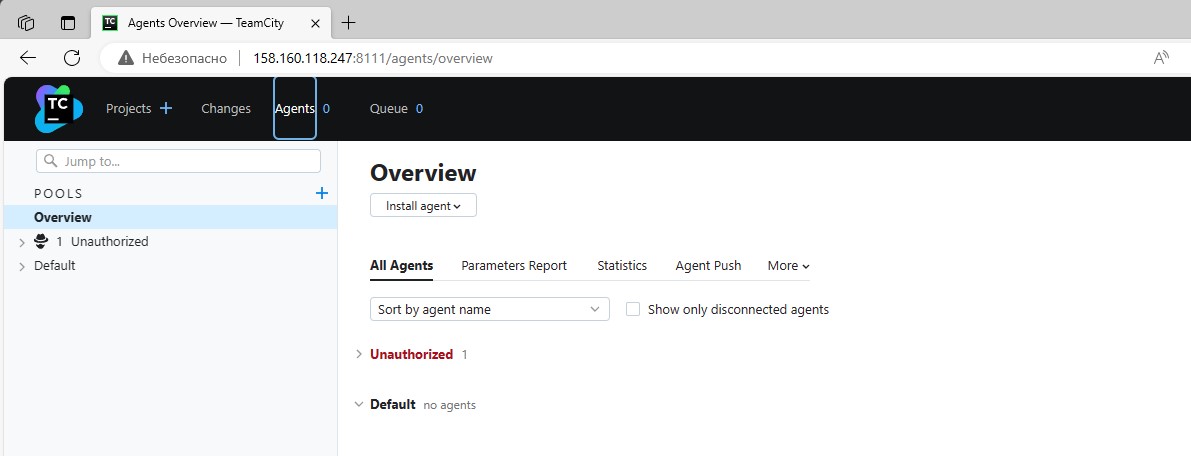 Agents Overview — TeamCity
Небезопасно 158.160.118.247:8111/agents/overview
TC Projects Changes Agents 0 Queue 0
Jump to...
POOLS
Overview
1 Unauthorized
Default
Overview
Install agent
All Agents Parameters Report Statistics Agent Push More
Sort by agent name Show only disconnected agents
Unauthorized 1
Default no agents